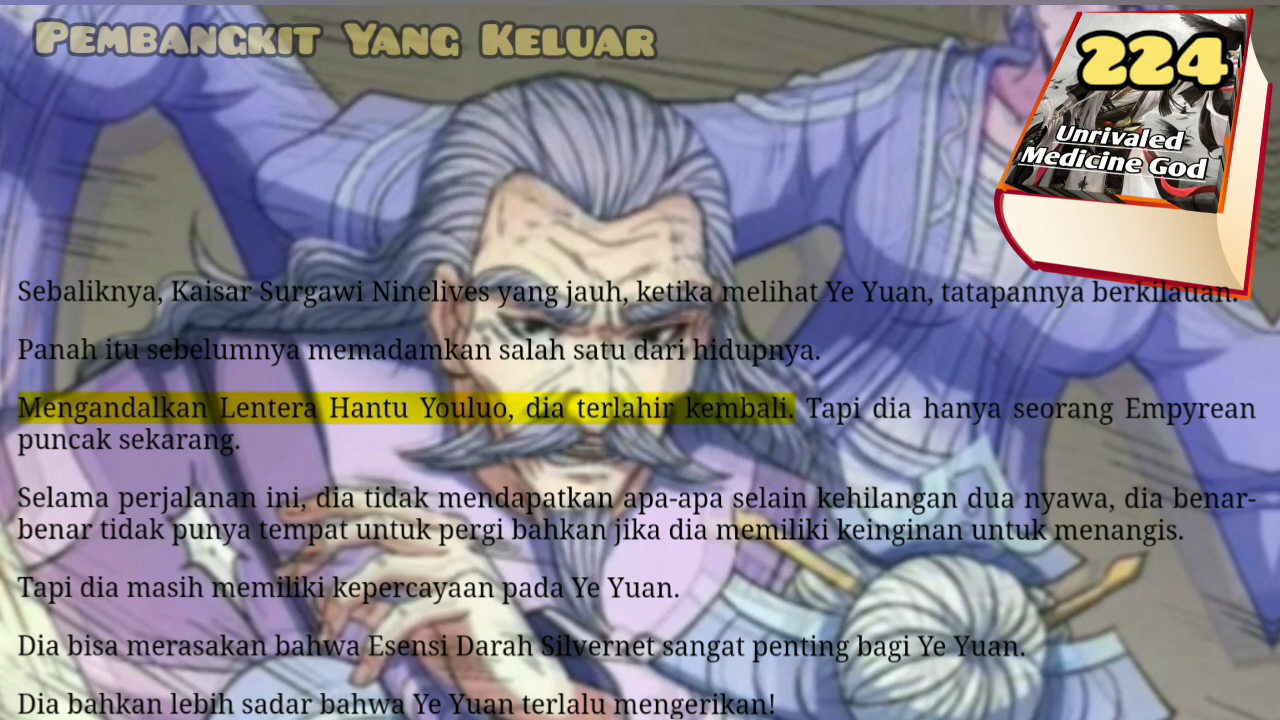 Pembangkit Yang Keluar
224
Unrivaled
Medicine God
Sebaliknya, Kaisar Surgawi Ninelives yang jauh, ketika melihat Ye Yuan, tatapannya berkilauan.
Panah itu sebelumnya memadamkan salah satu dari hidupnya.
Mengandalkan Lentera Hantu Youluo, dia terlahir kembali. Tapi dia hanya seorang Empyrean
puncak sekarang.
Selama perjalanan ini, dia tidak mendapatkan apa-apa selain kehilangan dua nyawa, dia benar-
benar tidak punya tempat untuk pergi bahkan jika dia memiliki keinginan untuk menangis.
Tapi dia masih memiliki kepercayaan pada Ye Yuan.
Dia bisa merasakan bahwa Esensi Darah Silvernet sangat penting bagi Ye Yuan.
Dia bahkan lebih sadar bahwa Ye Yuan terlalu mengerikan!